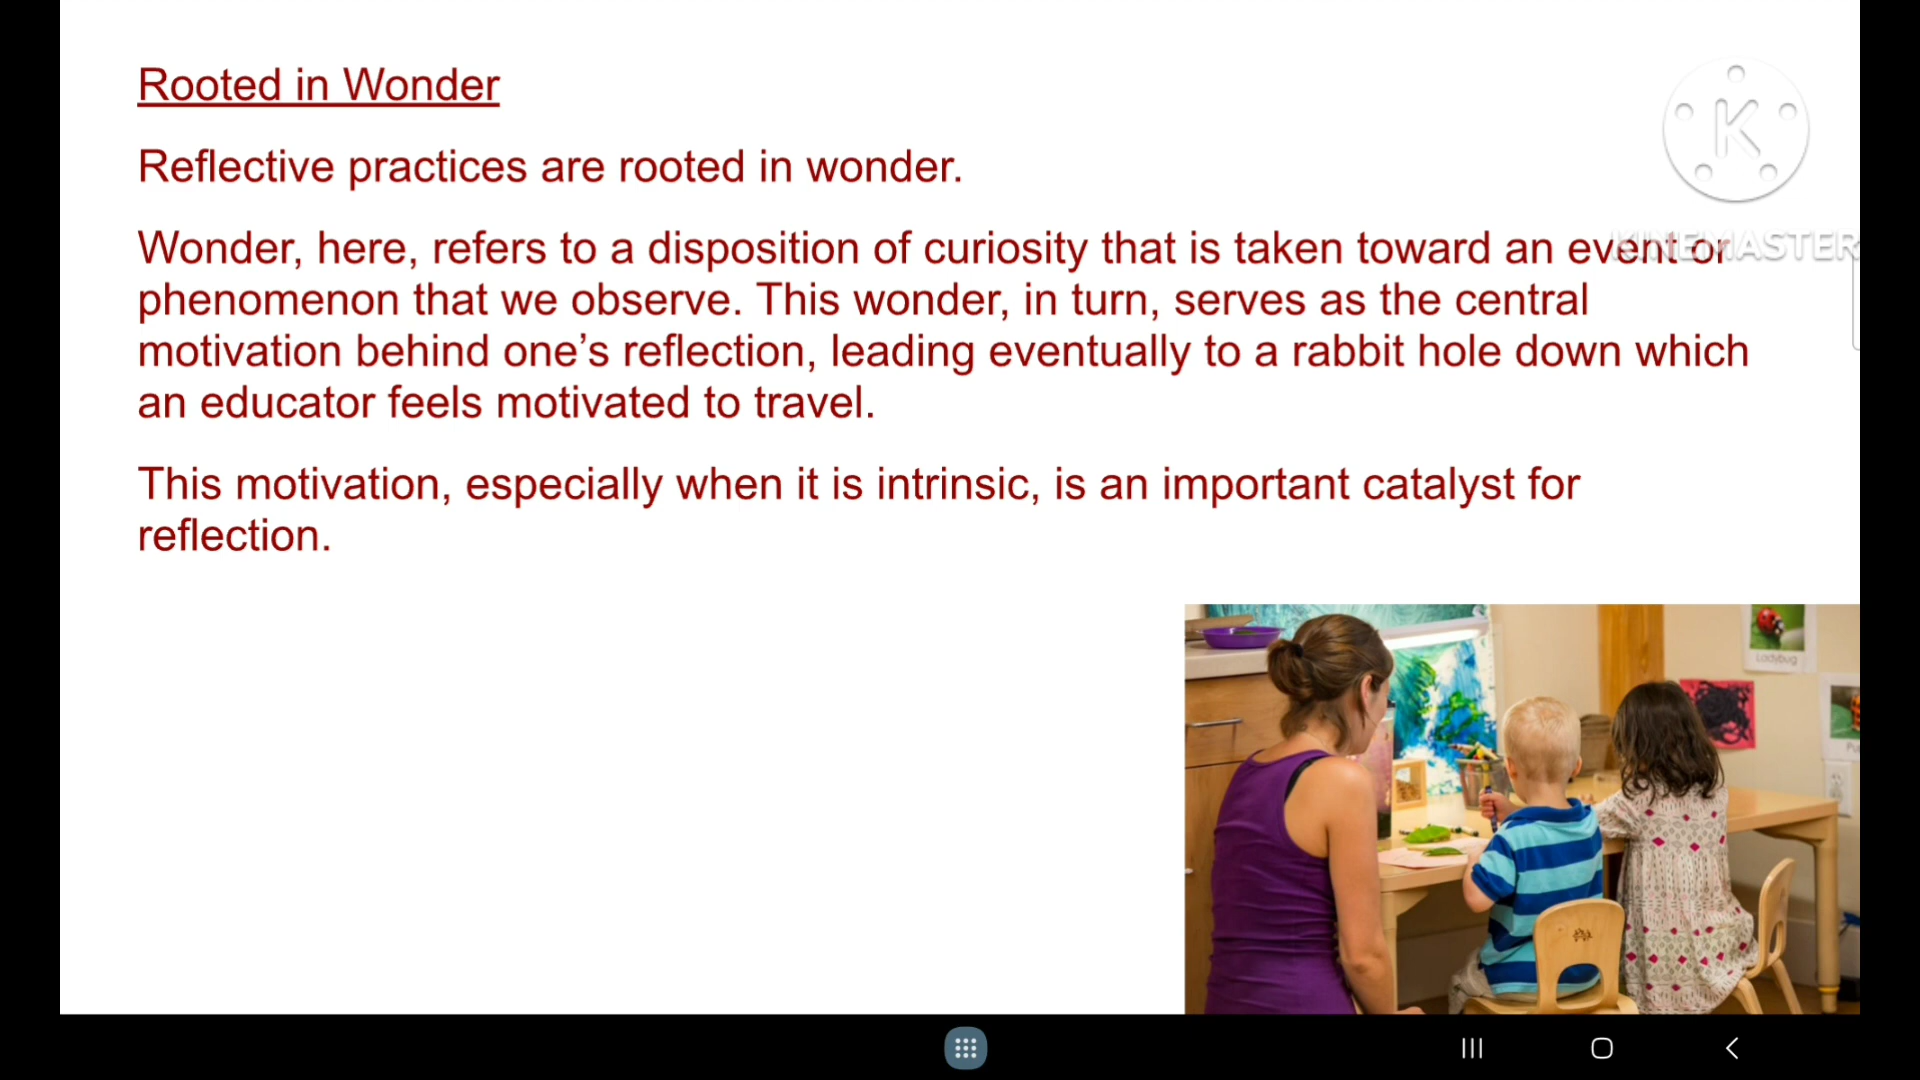 Rooted in Wonder
Reflective practices are rooted in wonder.
Wonder, here, refers to a disposition of curiosity that is taken toward an event or
phenomenon that we observe. This wonder, in turn, serves as the central
motivation behind one’s reflection, leading eventually to a rabbit hole down which
an educator feels motivated to travel.
This motivation, especially when it is intrinsic, is an important catalyst for
reflection.
K
KINEMASTER
Ladybug